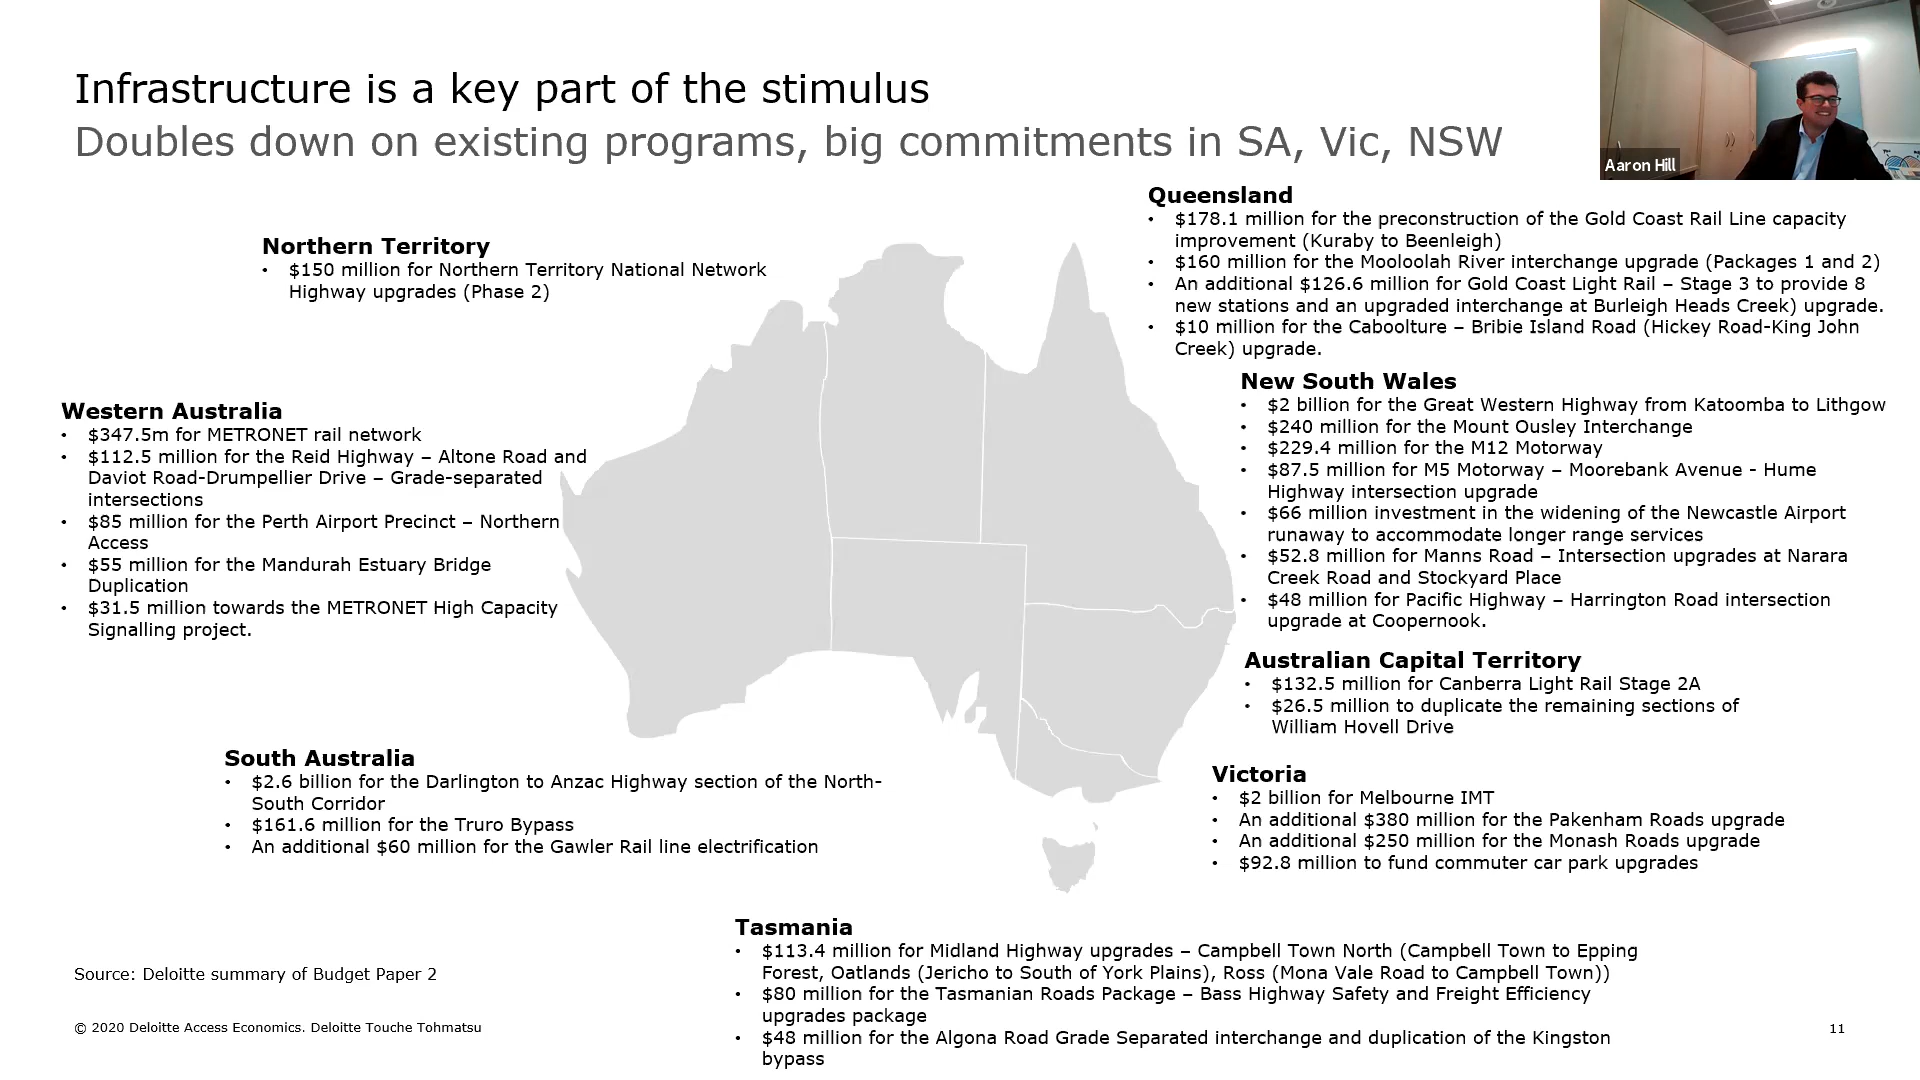 Infrastructure is a key part of the stimulus
Doubles down on existing programs, big commitments in SA, Vic, NSW
Aaron Hill
Northern Territory
• $150 million for Northern Territory National Network
Highway upgrades (Phase 2)
Queensland
• $178.1 million for the preconstruction of the Gold Coast Rail Line capacity
improvement (Kuraby to Beenleigh)
• $160 million for the Mooloolah River interchange upgrade (Packages 1 and 2)
• An additional $126.6 million for Gold Coast Light Rail – Stage 3 to provide 8
new stations and an upgraded interchange at Burleigh Heads Creek) upgrade.
• $10 million for the Caboolture – Bribie Island Road (Hickey Road-King John
Creek) upgrade.
Western Australia
• $347.5m for METRONET rail network
• $112.5 million for the Reid Highway – Altone Road and
Daviot Road-Drumpellier Drive – Grade-separated
intersections
• $85 million for the Perth Airport Precinct – Northern
Access
• $55 million for the Mandurah Estuary Bridge
Duplication
• $31.5 million towards the METRONET High Capacity
Signalling project.
New South Wales
• $2 billion for the Great Western Highway from Katoomba to Lithgow
• $240 million for the Mount Ousley Interchange
• $229.4 million for the M12 Motorway
• $87.5 million for M5 Motorway – Moorebank Avenue - Hume
Highway intersection upgrade
• $66 million investment in the widening of the Newcastle Airport
runaway to accommodate longer range services
• $52.8 million for Manns Road – Intersection upgrades at Narara
Creek Road and Stockyard Place
• $48 million for Pacific Highway – Harrington Road intersection
upgrade at Coopernook.
Australian Capital Territory
• $132.5 million for Canberra Light Rail Stage 2A
• $26.5 million to duplicate the remaining sections of
William Hovell Drive
South Australia
• $2.6 billion for the Darlington to Anzac Highway section of the North-
South Corridor
• $161.6 million for the Truro Bypass
• An additional $60 million for the Gawler Rail line electrification
Victoria
• $2 billion for Melbourne IMT
• An additional $380 million for the Pakenham Roads upgrade
• An additional $250 million for the Monash Roads upgrade
• $92.8 million to fund commuter car park upgrades
Tasmania
• $113.4 million for Midland Highway upgrades – Campbell Town North (Campbell Town to Epping
Forest, Oatlands (Jericho to South of York Plains), Ross (Mona Vale Road to Campbell Town))
• $80 million for the Tasmanian Roads Package – Bass Highway Safety and Freight Efficiency
upgrades package
• $48 million for the Algona Road Grade Separated interchange and duplication of the Kingston
bypass
Source: Deloitte summary of Budget Paper 2
© 2020 Deloitte Access Economics. Deloitte Touche Tohmatsu
11